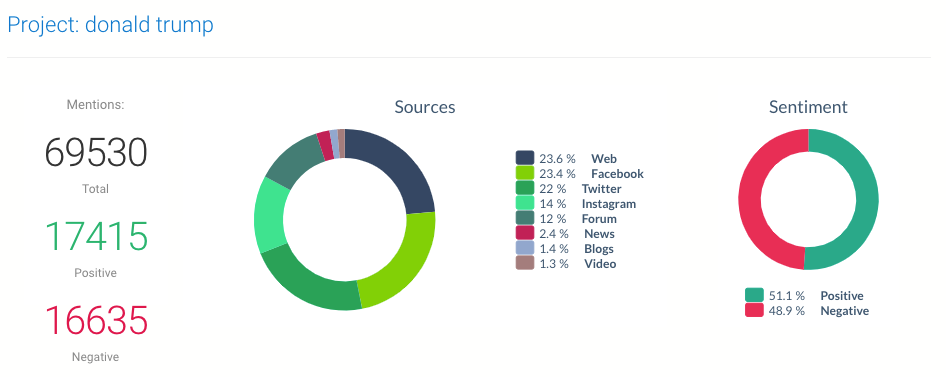 Project: donald trump
Mentions:
69530
Total
17415
Positive
16635
Negative
Sources
23.6 % Web
23.4 % Facebook
22 % Twitter
14 % Instagram
12 % Forum
2.4 % News
1.4 % Blogs
1.3 % Video
Sentiment
51.1 % Positive
48.9 % Negative